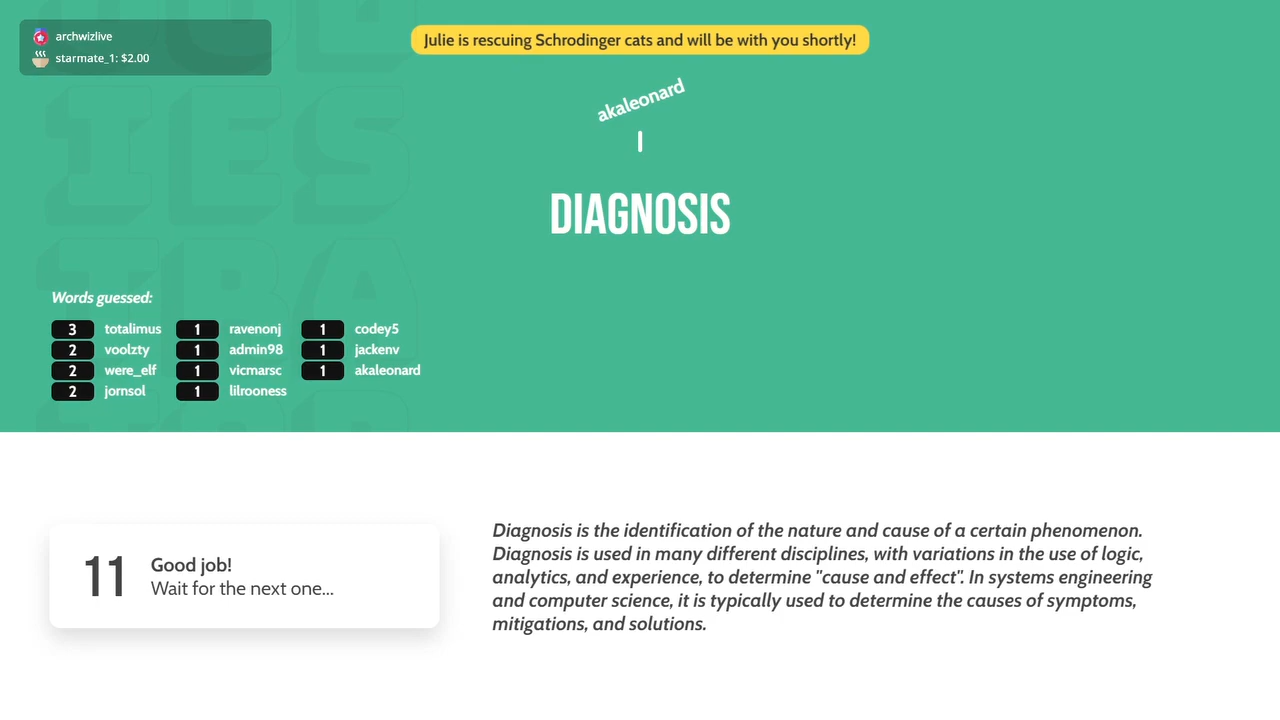 archwizlive
starmate_1: $2.00
Julie is rescuing Schrodinger cats and will be with you shortly!
akaleonard
I
DIAGNOSIS
Words guessed:
3 totalimus 1 ravenonj 1 codey5
2 voolzty 1 admin98 1 jackenv
2 were_elf 1 vicmarsc 1 akaleonard
2 jornsol 1 lilrooness
11 Good job!
Wait for the next one...
Diagnosis is the identification of the nature and cause of a certain phenomenon.
Diagnosis is used in many different disciplines, with variations in the use of logic,
analytics, and experience, to determine "cause and effect". In systems engineering
and computer science, it is typically used to determine the causes of symptoms,
mitigations, and solutions.